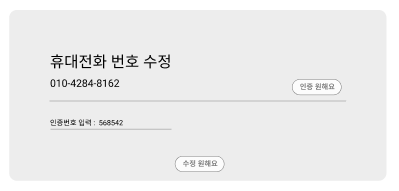 휴대전화 번호 수정
010-4284-8162
인증 원해요
인증번호 입력 : 568542
수정 원해요